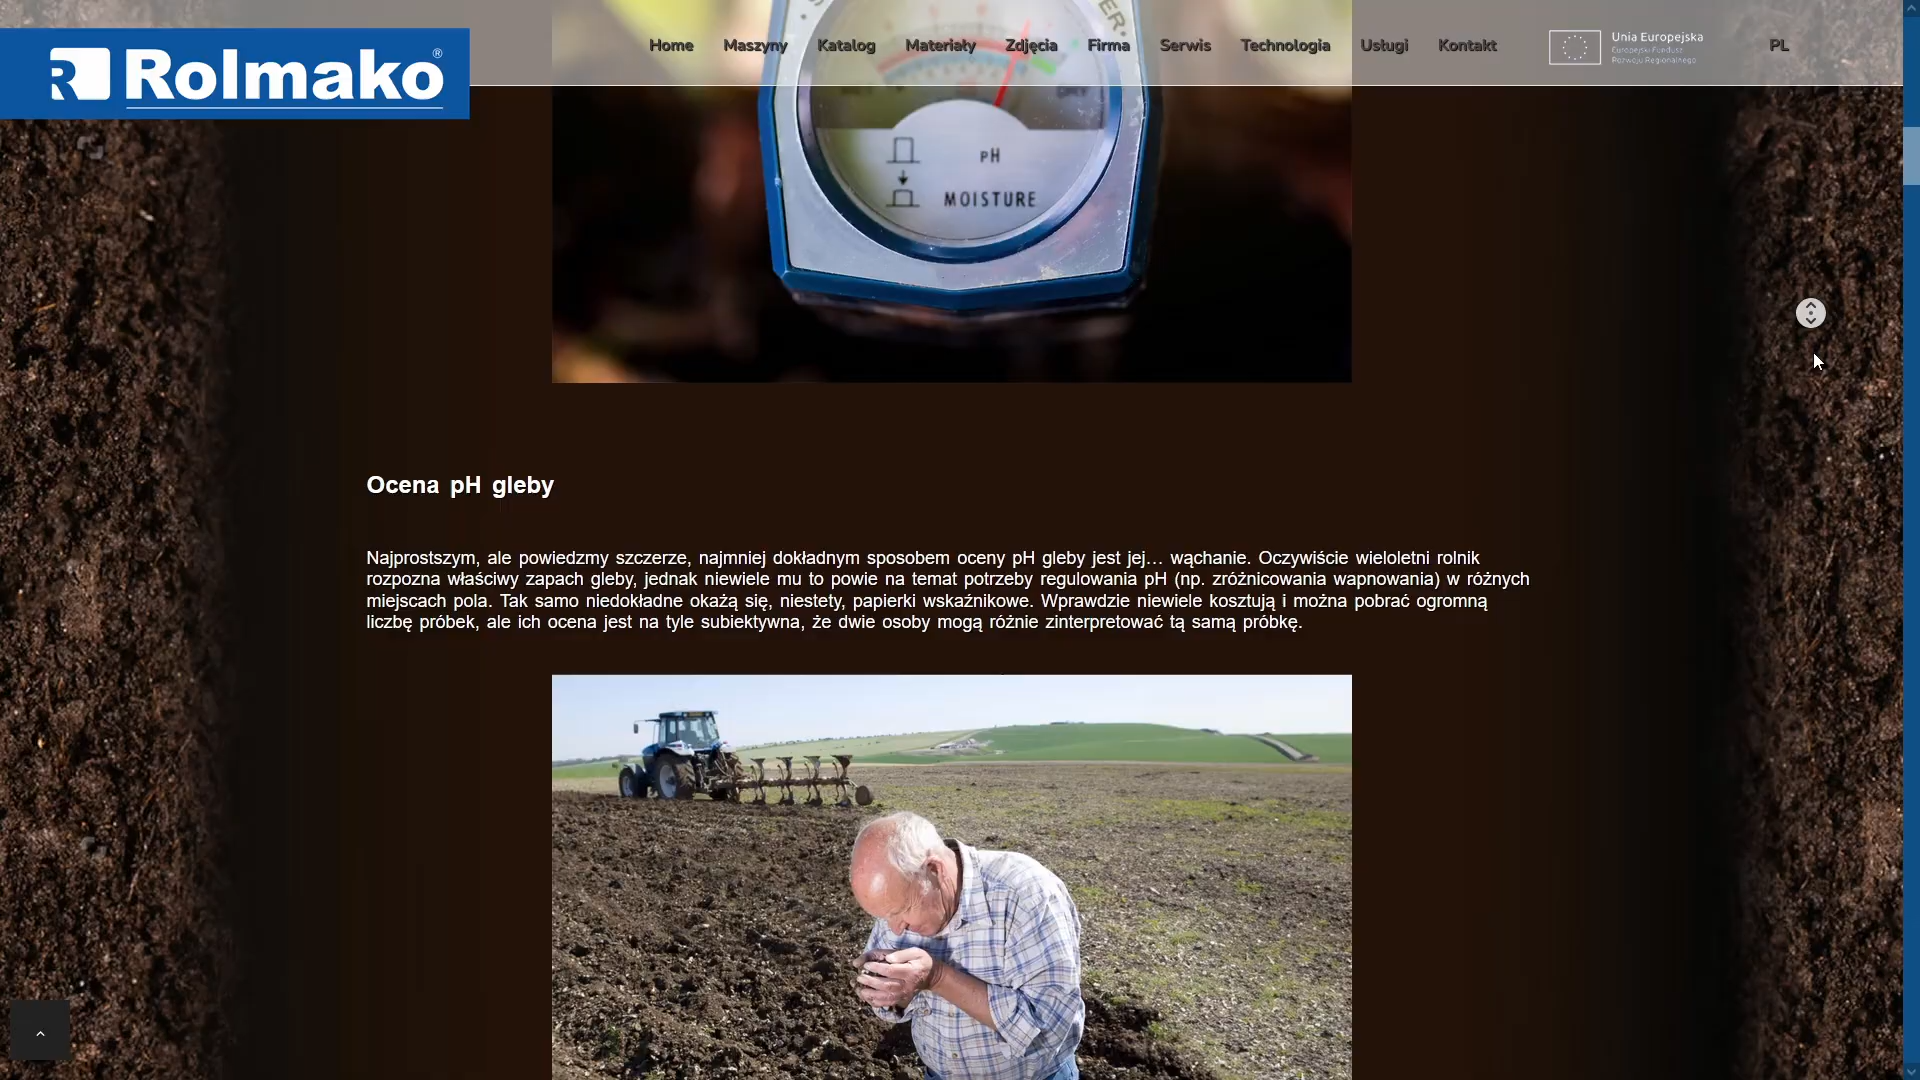 Rolmako®
Home Maszyny Katalog Materiały Zdjęcia Firma Serwis Technologia Usługi Kontakt
Unia Europejska
Europejski Fundusz
Rozwoju Regionalnego
PL
pH
MOISTURE
Ocena pH gleby
Najprostszym, ale powiedzmy szczerze, najmniej dokładnym sposobem oceny pH gleby jest jej… wąchanie. Oczywiście wieloletni rolnik
rozpozna właściwy zapach gleby, jednak niewiele mu to powie na temat potrzeby regulowania pH (np. zróżnicowania wapnowania) w różnych
miejscach pola. Tak samo niedokładne okażą się, niestety, papierki wskaźnikowe. Wprawdzie niewiele kosztują i można pobrać ogromną
liczbę próbek, ale ich ocena jest na tyle subiektywna, że dwie osoby mogą różnie zinterpretować tą samą próbkę.